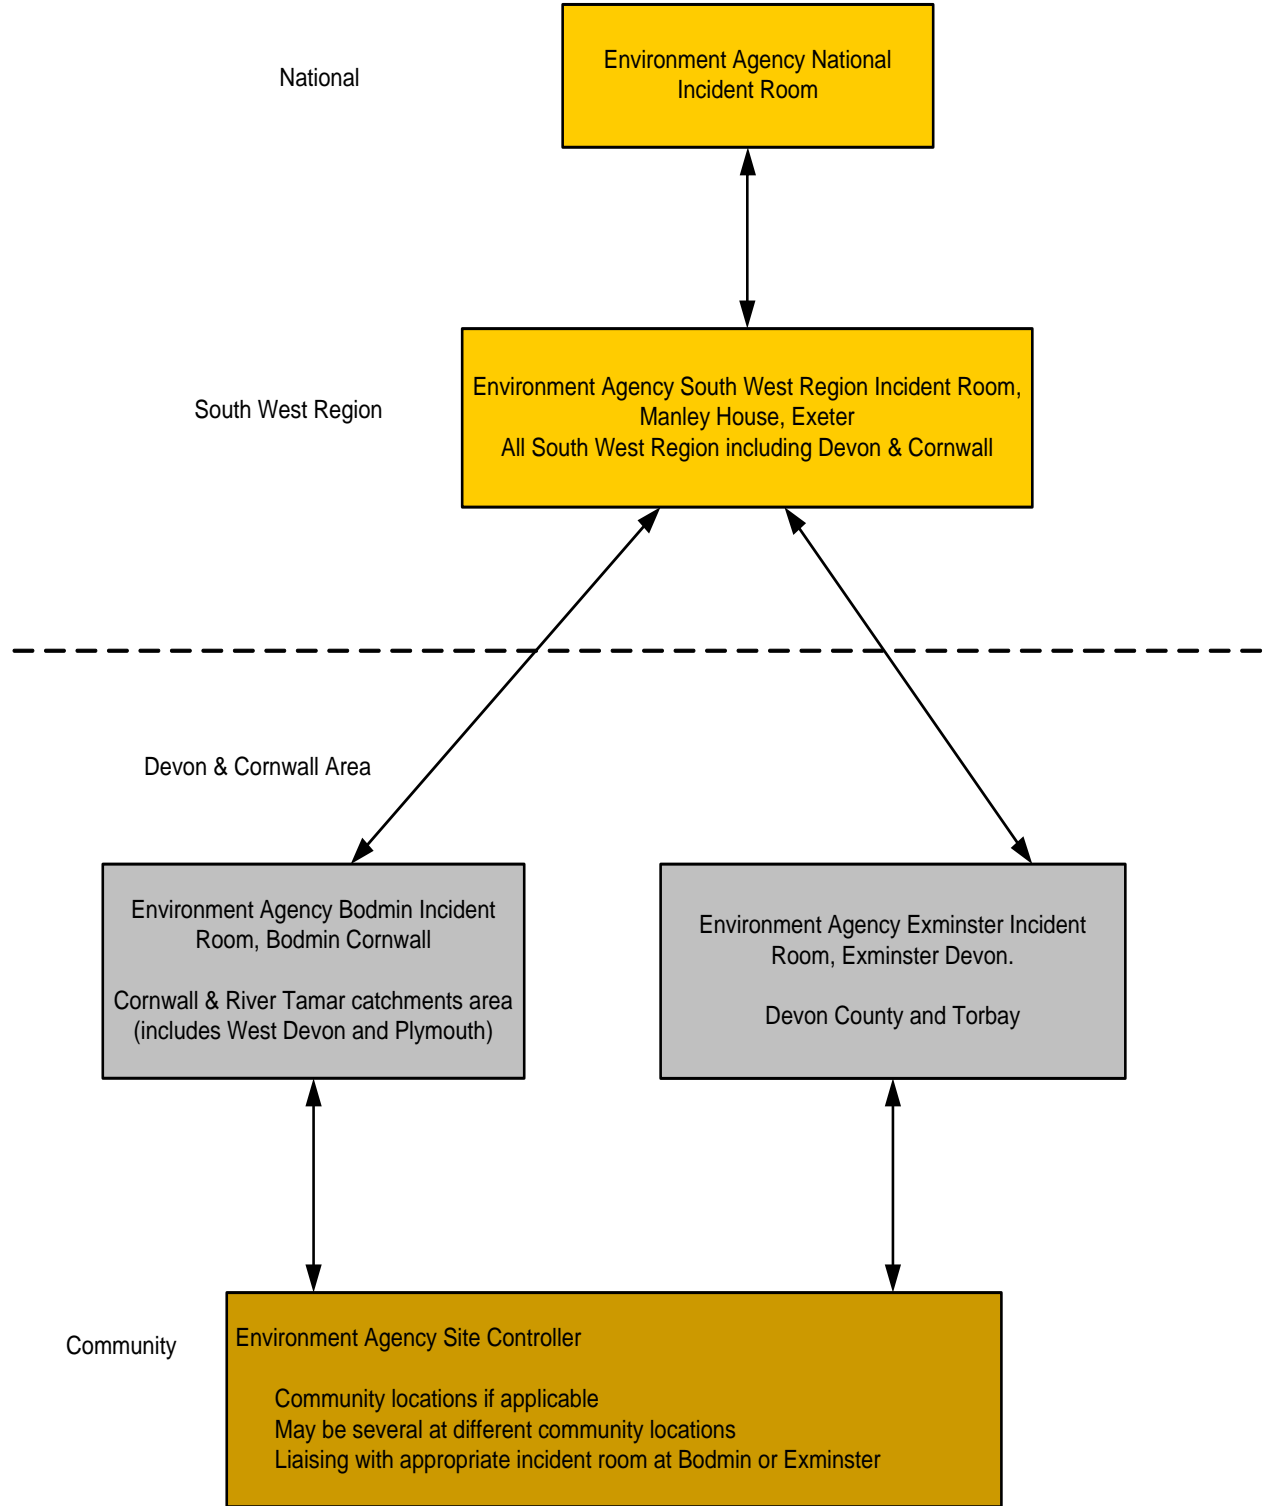 National
Environment Agency National
Incident Room
South West Region
Environment Agency South West Region Incident Room,
Manley House, Exeter
All South West Region including Devon & Cornwall
Devon & Cornwall Area
Environment Agency Bodmin Incident
Room, Bodmin Cornwall
Cornwall & River Tamar catchments area
(includes West Devon and Plymouth)
Environment Agency Exminster Incident
Room, Exminster Devon.
Devon County and Torbay
Community
Environment Agency Site Controller
Community locations if applicable
May be several at different community locations
Liaising with appropriate incident room at Bodmin or Exminster